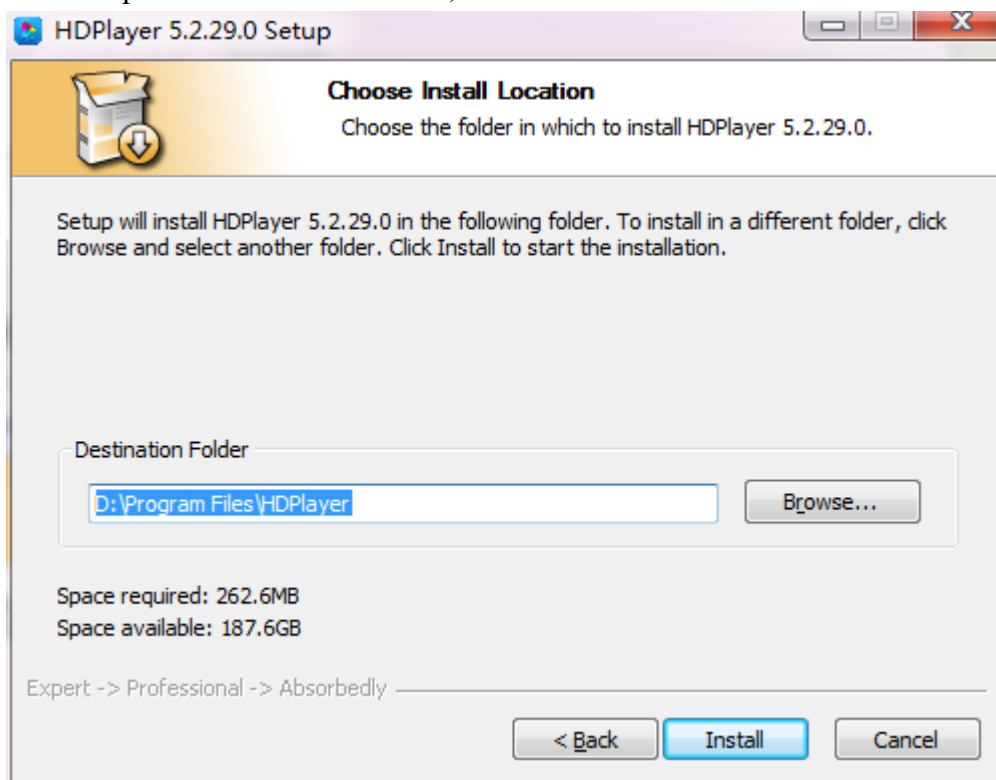 HDPlayer 5.2.29.0 Setup
Choose Install Location
Choose the folder in which to install HDPlayer 5.2.29.0.
Setup will install HDPlayer 5.2.29.0 in the following folder. To install in a different folder, click
Browse and select another folder. Click Install to start the installation.
Destination Folder
D:\Program Files\HDPlayer
Browse...
Space required: 262.6MB
Space available: 187.6GB
Expert -> Professional -> Absorbedly
< Back
Install
Cancel